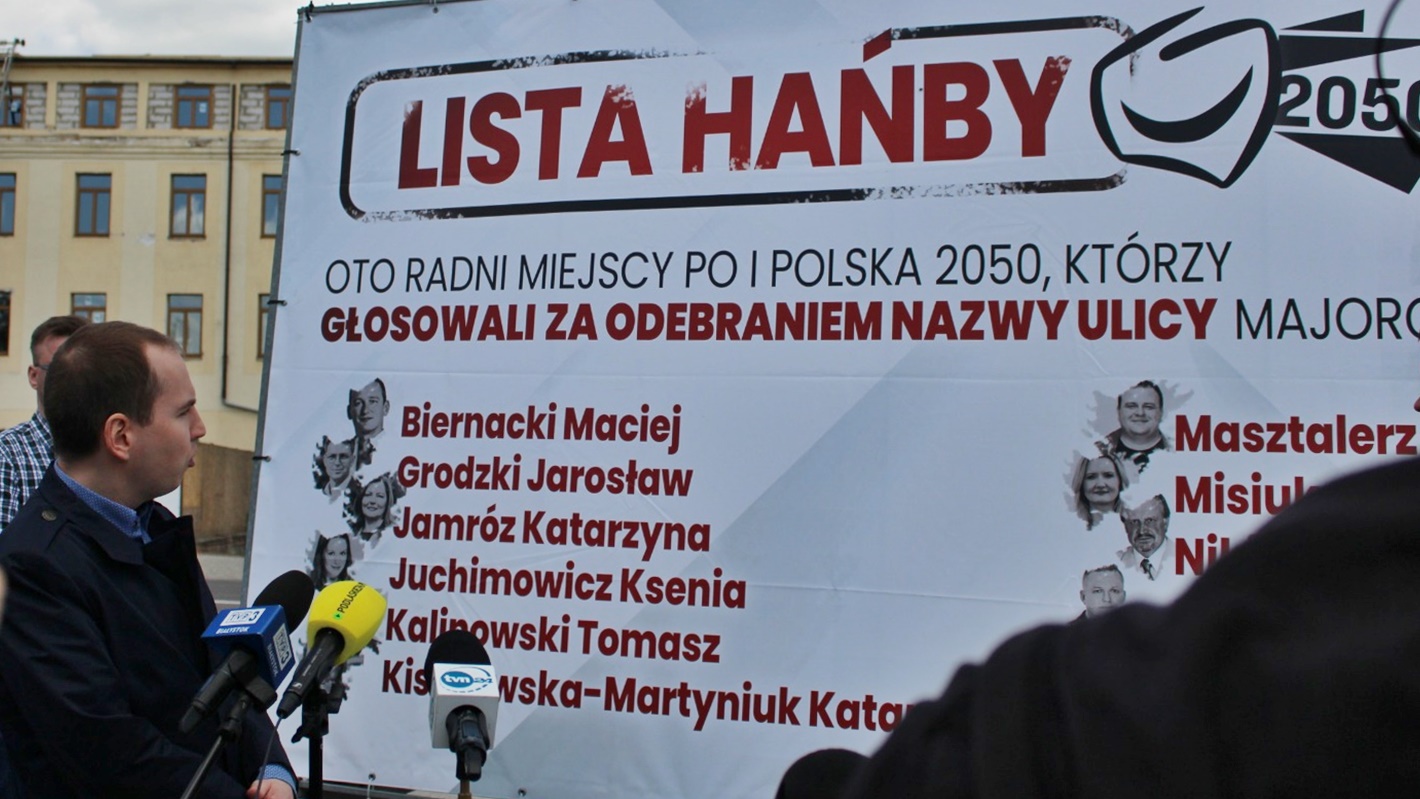 LISTA HAŃBY
2050
OTO RADNI MIEJSCY PO I POLSKA 2050, KTÓRZY
GŁOSOWALI ZA ODEBRANIEM NAZWY ULICY
Biernacki Maciej
Grodzki Jarosław
Jamróz Katarzyna
Juchimowicz Ksenia
Kalinowski Tomasz
Masztalerz
TVP3
BIAŁYSTOK
tvn24